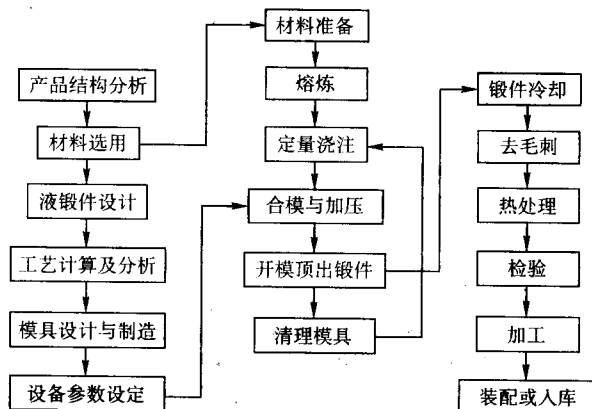 产品结构分析
材料选用
液锻件设计
工艺计算及分析
模具设计与制造
设备参数设定
材料准备
熔炼
定量浇注
合模与加压
开模顶出锻件
清理模具
锻件冷却
去毛刺
热处理
检验
加工
装配或入库